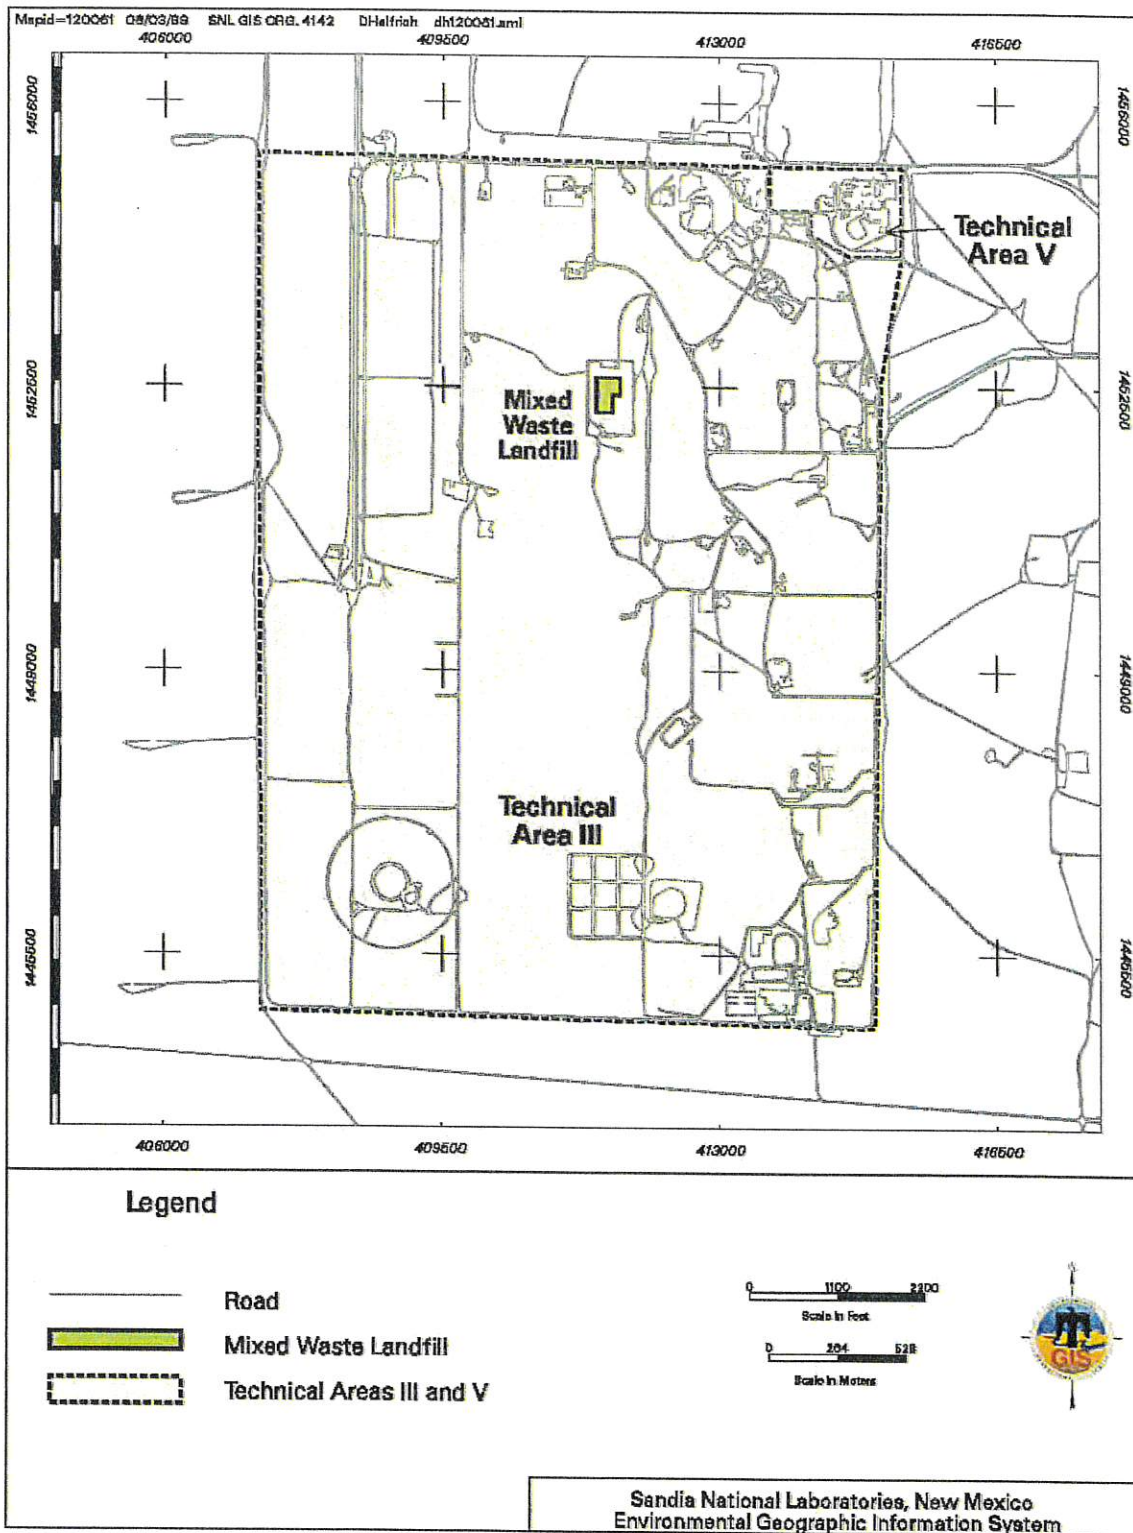 Mapid=120051 09/03/99 SNL GIS ORG. 4142 DHelfrich dh120051.aml
406000 409500 413000 416500
1456000 1456000
Technical
Area V
1452500 1452500
Mixed
Waste
Landfill
1449000 1449000
Technical
Area III
1445500 1445500
406000 409500 413000 416500
Legend
Road
Mixed Waste Landfill
Technical Areas III and V
0 1100 2200
Scale in Feet
0 264 528
Scale in Meters
GIS
Sandia National Laboratories, New Mexico
Environmental Geographic Information System